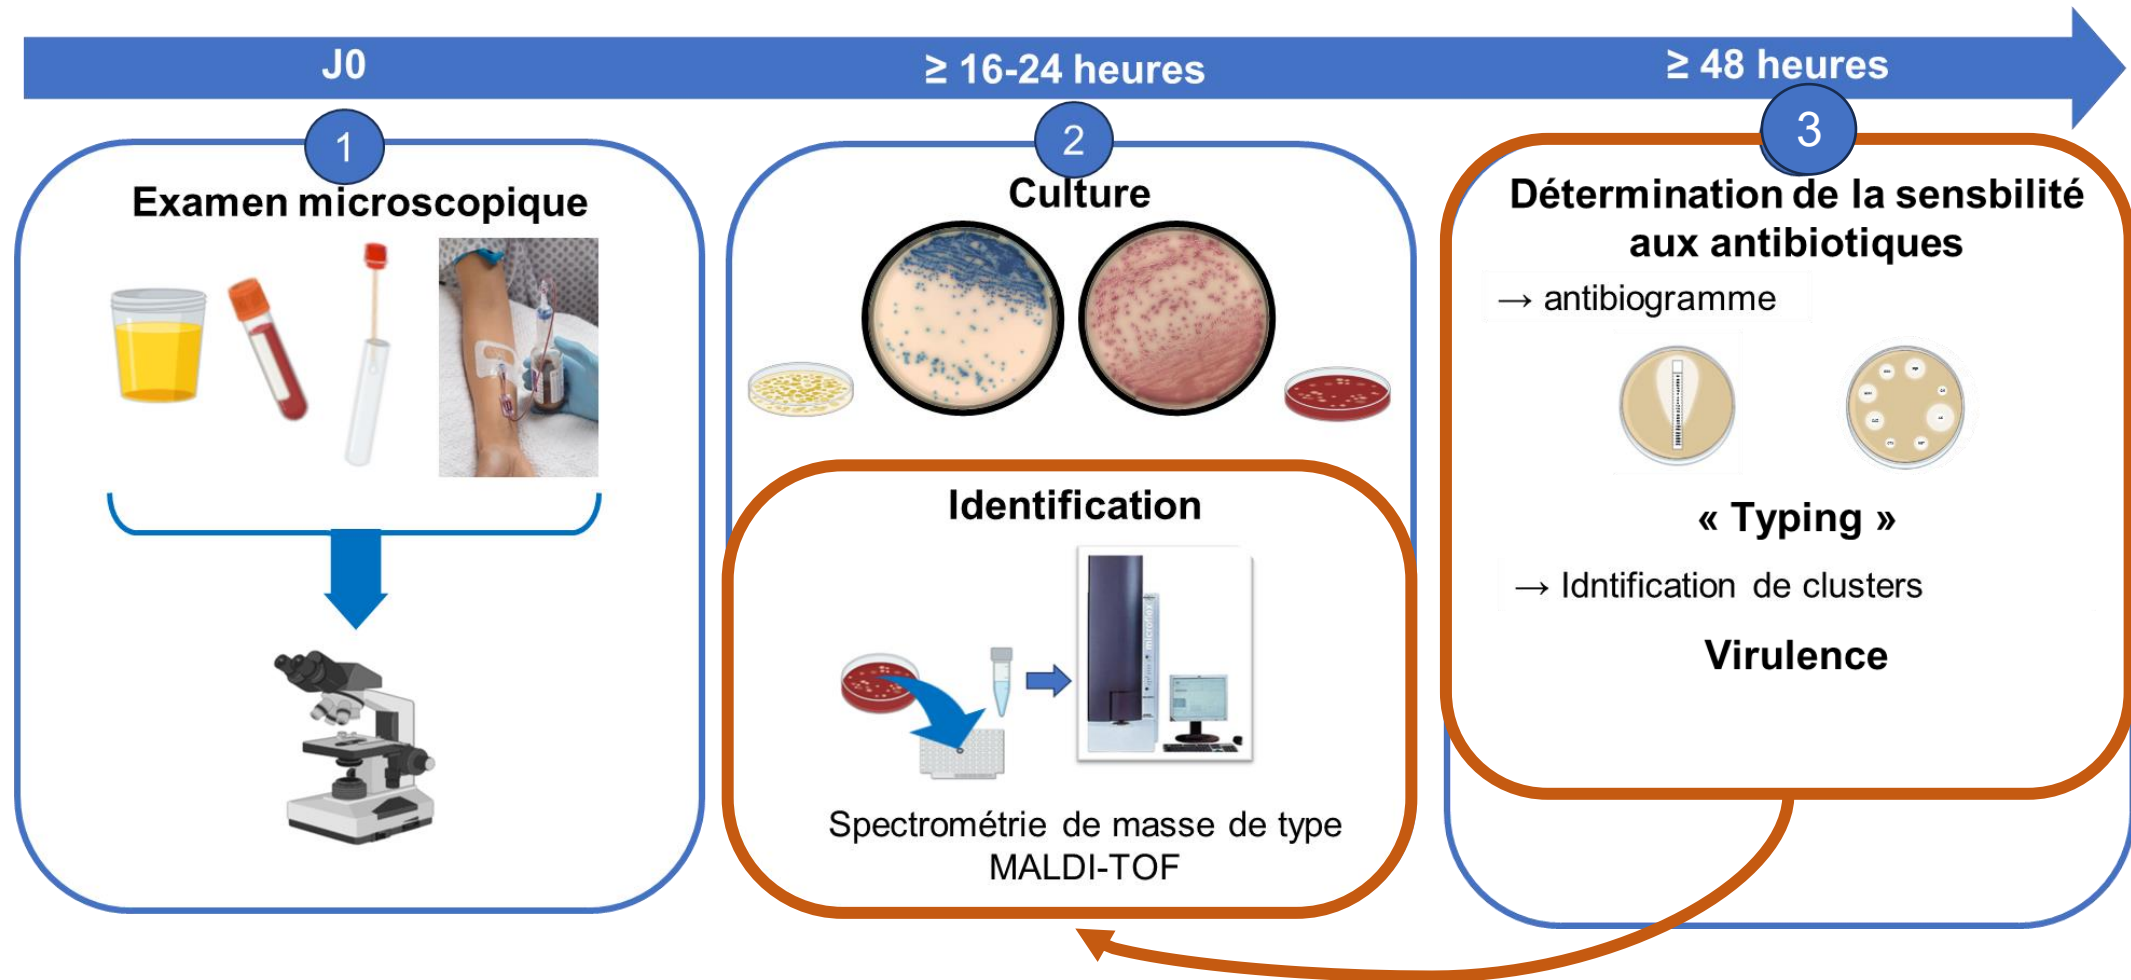 J0
≥ 16-24 heures
≥ 48 heures
1
Examen microscopique
2
Culture
Identification
microflex
Spectrométrie de masse de type
MALDI-TOF
3
Détermination de la sensbilité
aux antibiotiques
→ antibiogramme
« Typing »
→ Idntification de clusters
Virulence